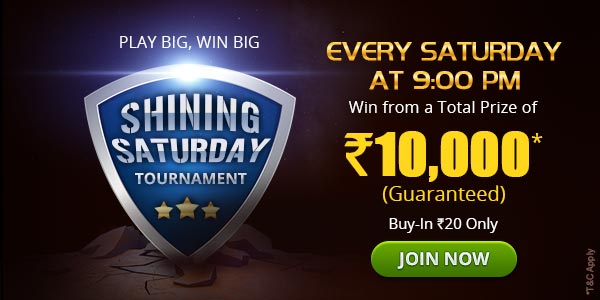 PLAY BIG, WIN BIG
SHINING
SATURDAY
TOURNAMENT
EVERY SATURDAY
AT 9:00 PM
Win from a Total Prize of
₹10,000*
(Guaranteed)
Buy-In ₹20 Only
JOIN NOW
*T&C Apply